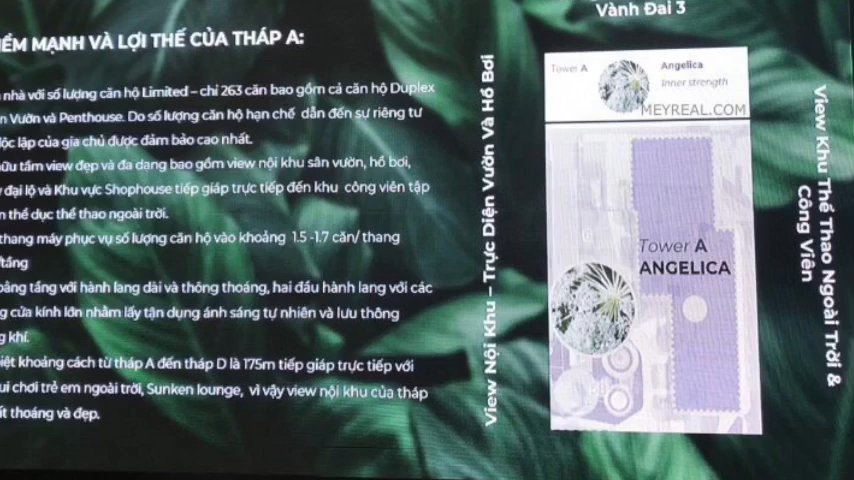 ỂM MẠNH VÀ LỢI THẾ CỦA THÁP A:
nhà với số lượng căn hộ Limited – chỉ 263 căn bao gồm cả căn hộ Duplex
n Vườn và Penthouse. Do số lượng căn hộ hạn chế dẫn đến sự riêng tư
độc lập của gia chủ được đảm bảo cao nhất.
hữu tầm view đẹp và đa dạng bao gồm view nội khu sân vườn, hồ bơi,
đại lộ và Khu vực Shophouse tiếp giáp trực tiếp đến khu công viên tập
n thể dục thể thao ngoài trời.
thang máy phục vụ số lượng căn hộ vào khoảng 1.5 -1.7 căn/ thang
tầng
bằng tầng với hành lang dài và thông thoáng, hai đầu hành lang với các
g cửa kính lớn nhằm lấy tận dụng ánh sáng tự nhiên và lưu thông
g khí.
biệt khoảng cách từ tháp A đến tháp D là 175m tiếp giáp trực tiếp với
ui chơi trẻ em ngoài trời, Sunken lounge, vì vậy view nội khu của tháp
ất thoáng và đẹp.
View Nội Khu – Trực Diện Vườn Và Hồ Bơi
Vành Đai 3
Tower A
Angelica
Inner strength
MEYREAL.COM
Tower A
ANGELICA
View Khu Thể Thao Ngoài Trời &
Công Viên